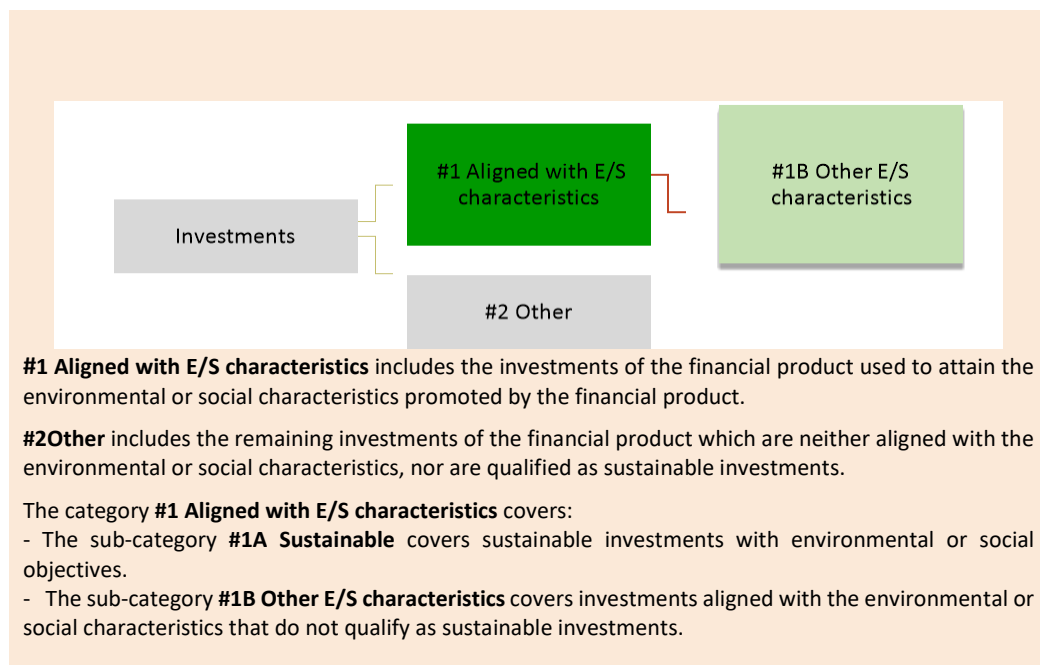 #1 Aligned with E/S
characteristics
#1B Other E/S
characteristics
Investments
#2 Other
#1 Aligned with E/S characteristics includes the investments of the financial product used to attain the
environmental or social characteristics promoted by the financial product.
#2Other includes the remaining investments of the financial product which are neither aligned with the
environmental or social characteristics, nor are qualified as sustainable investments.
The category #1 Aligned with E/S characteristics covers:
- The sub-category #1A Sustainable covers sustainable investments with environmental or social
objectives.
- The sub-category #1B Other E/S characteristics covers investments aligned with the environmental or
social characteristics that do not qualify as sustainable investments.